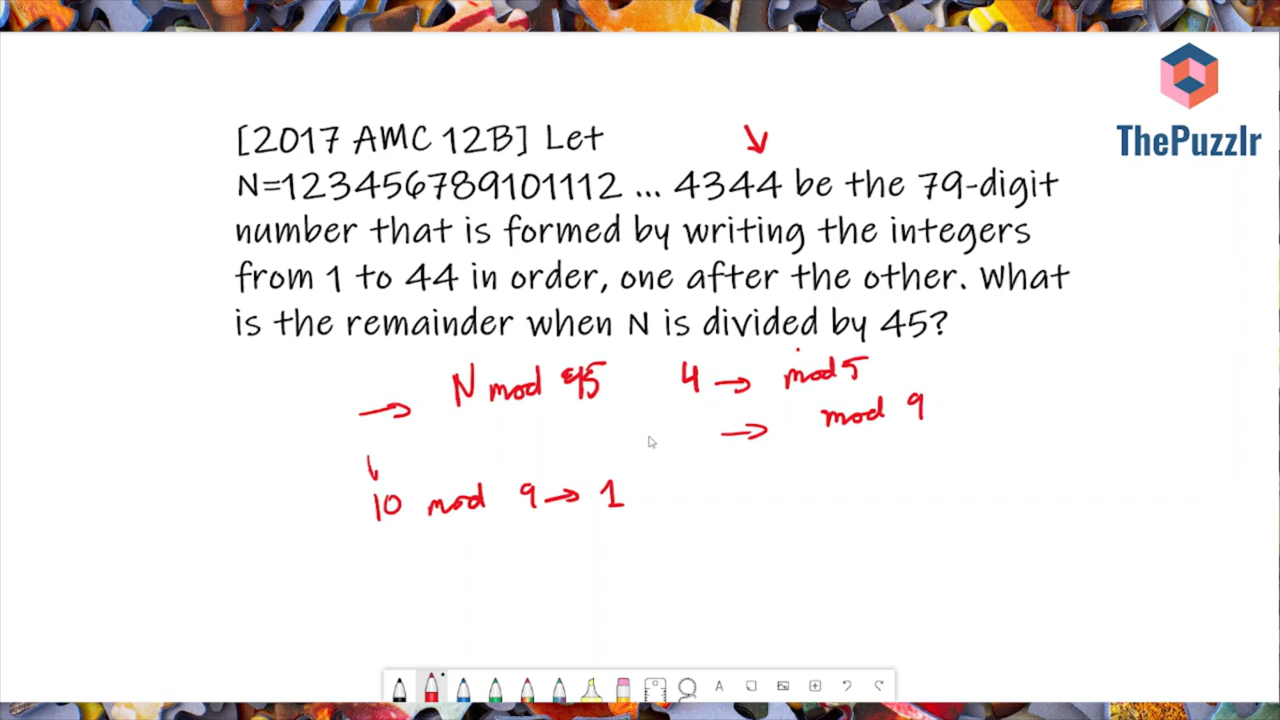 ThePuzzlr
[2017 AMC 12B] Let
N=123456789101112 ... 4344 be the 79-digit
number that is formed by writing the integers
from 1 to 44 in order, one after the other. What
is the remainder when N is divided by 45?
N mod 45 4 → mod 5
→ → mod 9
10 mod 9 → 1
A